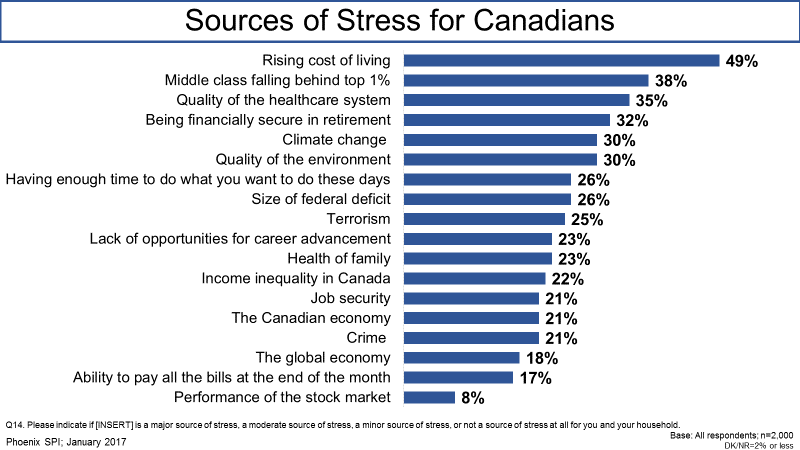 Sources of Stress for Canadians
Rising cost of living 49%
Middle class falling behind top 1% 38%
Quality of the healthcare system 35%
Being financially secure in retirement 32%
Climate change 30%
Quality of the environment 30%
Having enough time to do what you want to do these days 26%
Size of federal deficit 26%
Terrorism 25%
Lack of opportunities for career advancement 23%
Health of family 23%
Income inequality in Canada 22%
Job security 21%
The Canadian economy 21%
Crime 21%
The global economy 18%
Ability to pay all the bills at the end of the month 17%
Performance of the stock market 8%
Q14. Please indicate if [INSERT] is a major source of stress, a moderate source of stress, a minor source of stress, or not a source of stress at all for you and your household.
Phoenix SPI; January 2017
Base: All respondents; n=2,000
DK/NR=2% or less